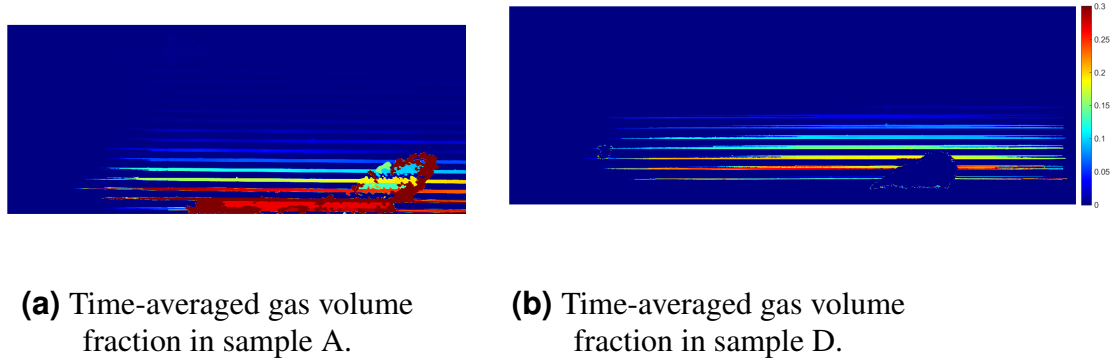 0.3
0.25
0.2
0.15
0.1
0.05
0
(a) Time-averaged gas volume
fraction in sample A.
(b) Time-averaged gas volume
fraction in sample D.